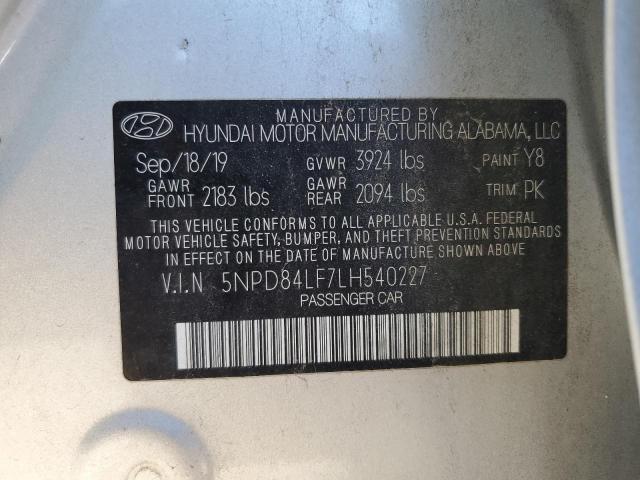 MANUFACTURED BY
HYUNDAI MOTOR MANUFACTURING ALABAMA, LLC
Sep/18/19 GVWR 3924 lbs PAINT Y8
GAWR FRONT 2183 lbs GAWR REAR 2094 lbs TRIM PK
THIS VEHICLE CONFORMS TO ALL APPLICABLE U.S.A. FEDERAL
MOTOR VEHICLE SAFETY, BUMPER, AND THEFT PREVENTION STANDARDS
IN EFFECT ON THE DATE OF MANUFACTURE SHOWN ABOVE.
V.I.N 5NPD84LF7LH540227
PASSENGER CAR